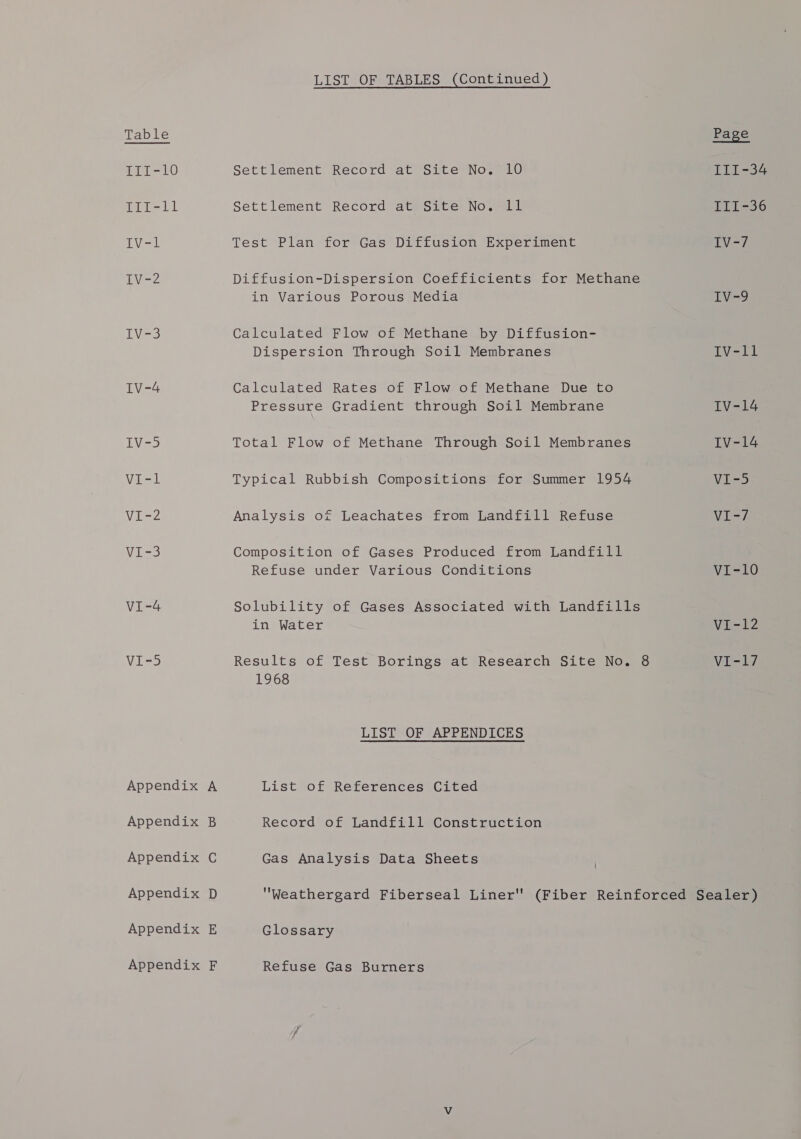 LIST OF TABLES (Continued)
Table Page
III-10 Settlement Record at Site No. 10 III-34
III-11 Settlement Record at Site No. 11 III-36
IV-1 Test Plan for Gas Diffusion Experiment IV-7
IV-2 Diffusion-Dispersion Coefficients for Methane
in Various Porous Media IV-9
IV-3 Calculated Flow of Methane by Diffusion-
Dispersion Through Soil Membranes IV-11
IV-4 Calculated Rates of Flow of Methane Due to
Pressure Gradient through Soil Membrane IV-14
IV-5 Total Flow of Methane Through Soil Membranes IV-14
VI-1 Typical Rubbish Compositions for Summer 1954 VI-5
VI-2 Analysis of Leachates from Landfill Refuse VI-7
VI-3 Composition of Gases Produced from Landfill
Refuse under Various Conditions VI-10
VI-4 Solubility of Gases Associated with Landfills
in Water VI-12
VI-5 Results of Test Borings at Research Site No. 8 VI-17
1968
LIST OF APPENDICES
Appendix A List of References Cited
Appendix B Record of Landfill Construction
Appendix C Gas Analysis Data Sheets
Appendix D "Weathergard Fiberseal Liner" (Fiber Reinforced Sealer)
Appendix E Glossary
Appendix F Refuse Gas Burners
v